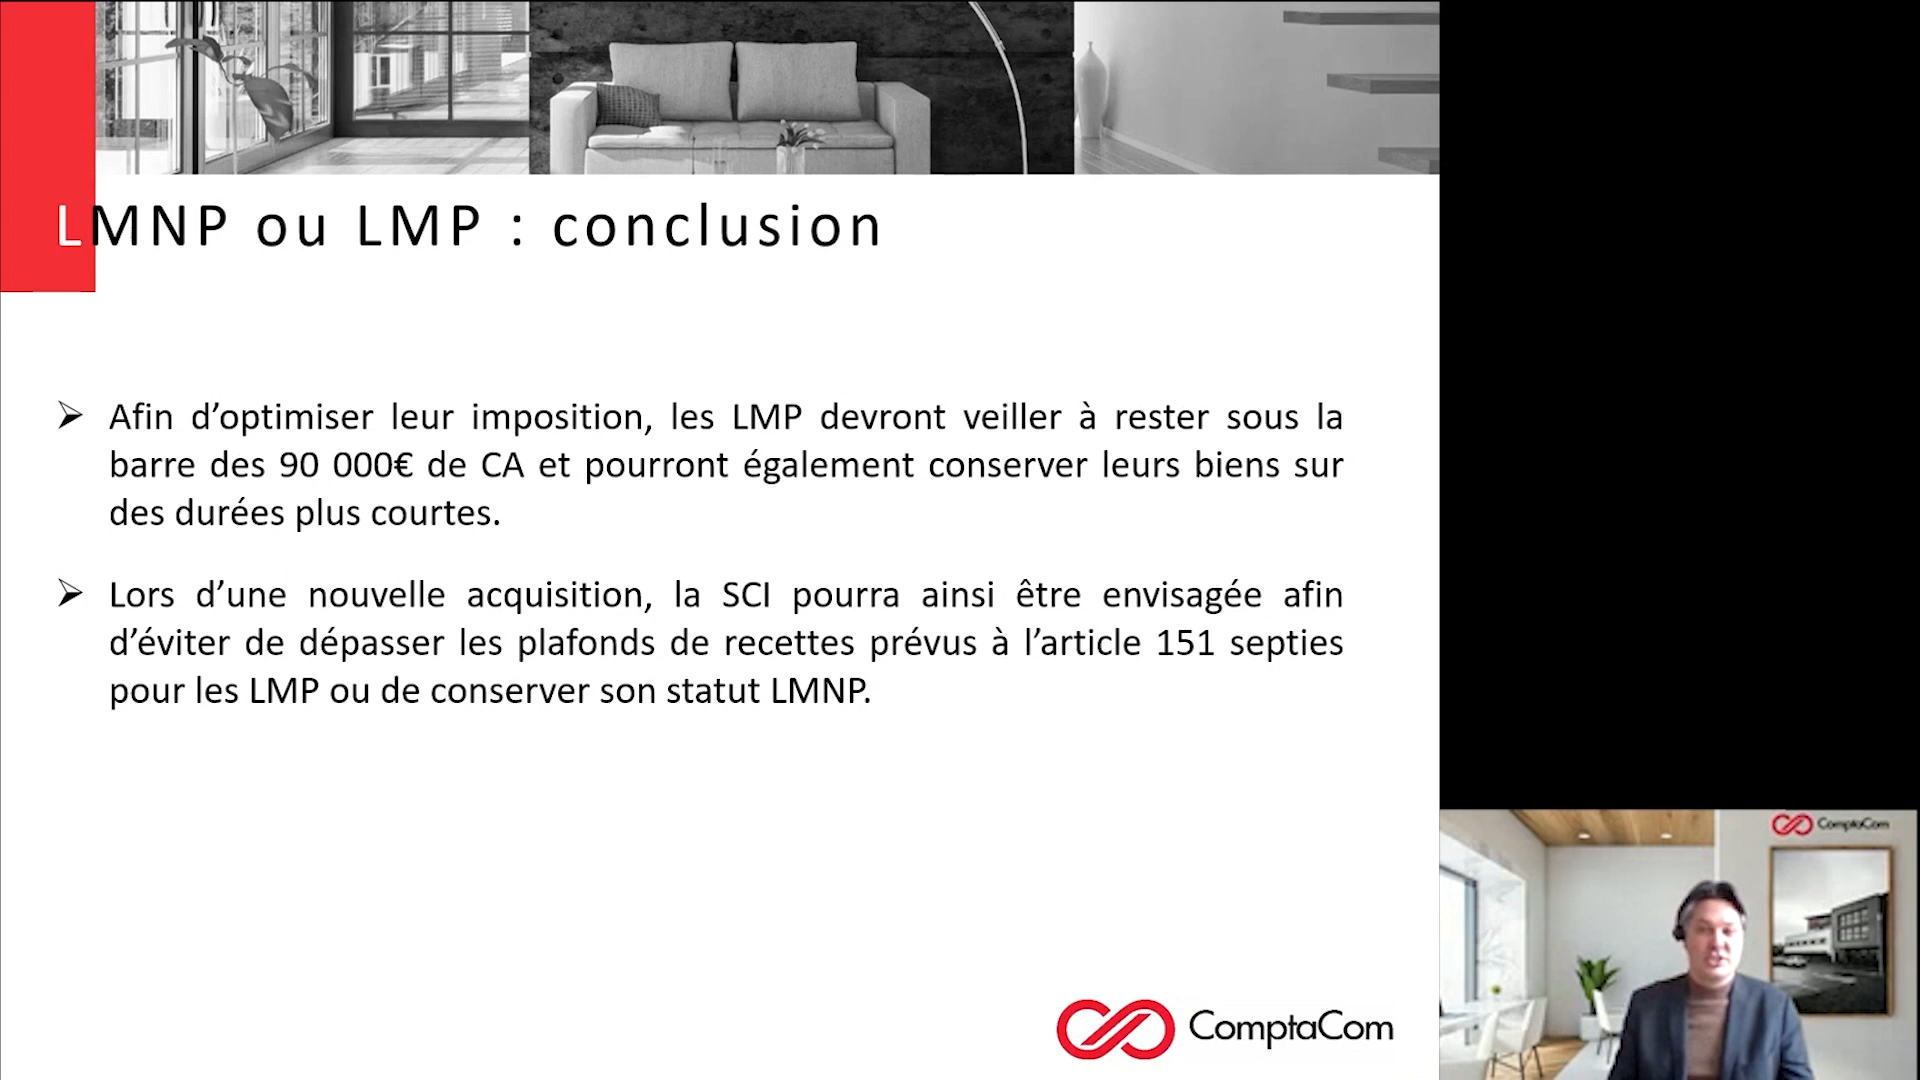 LMNP ou LMP : conclusion
➢ Afin d’optimiser leur imposition, les LMP devront veiller à rester sous la
barre des 90 000€ de CA et pourront également conserver leurs biens sur
des durées plus courtes.
➢ Lors d’une nouvelle acquisition, la SCI pourra ainsi être envisagée afin
d’éviter de dépasser les plafonds de recettes prévus à l’article 151 septies
pour les LMP ou de conserver son statut LMNP.
ComptaCom
ComptaCom